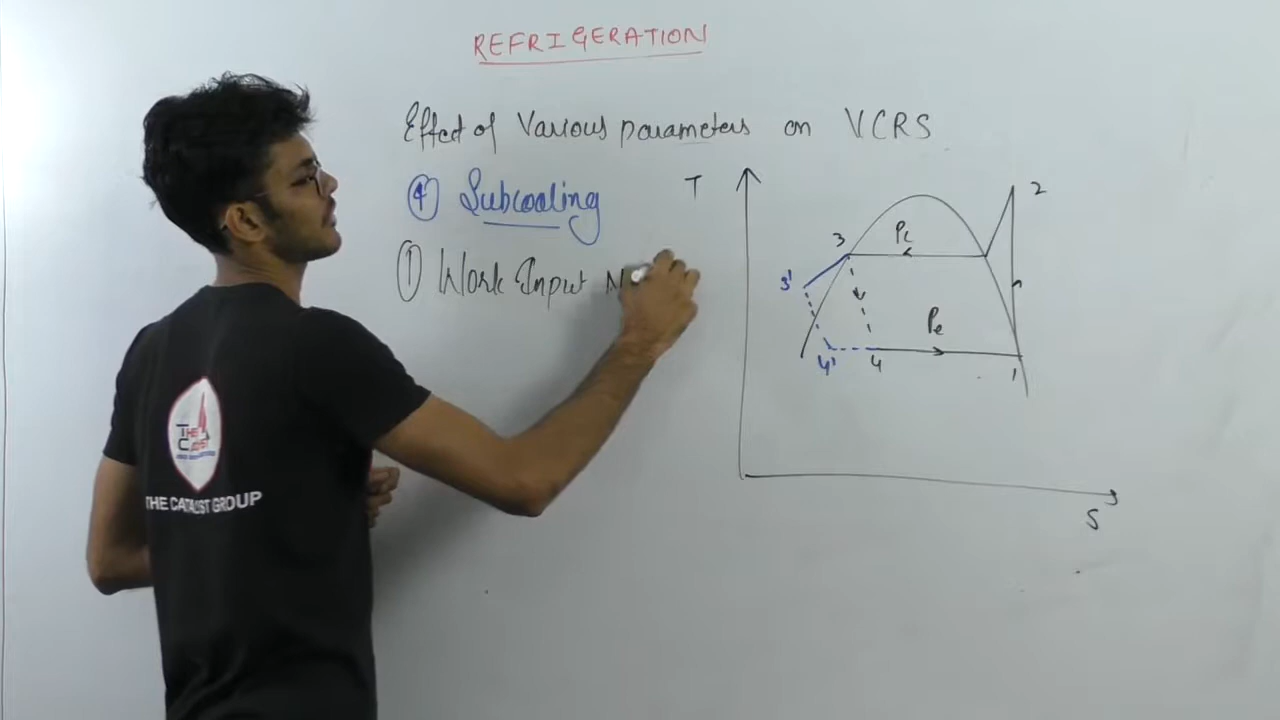 REFRIGERATION
Effect of Various parameters on VCRS
④ Subcooling
① Work Input N
T
2
3
Pc
3'
Pe
4'
4
1
S
THE
THE CATALYST GROUP